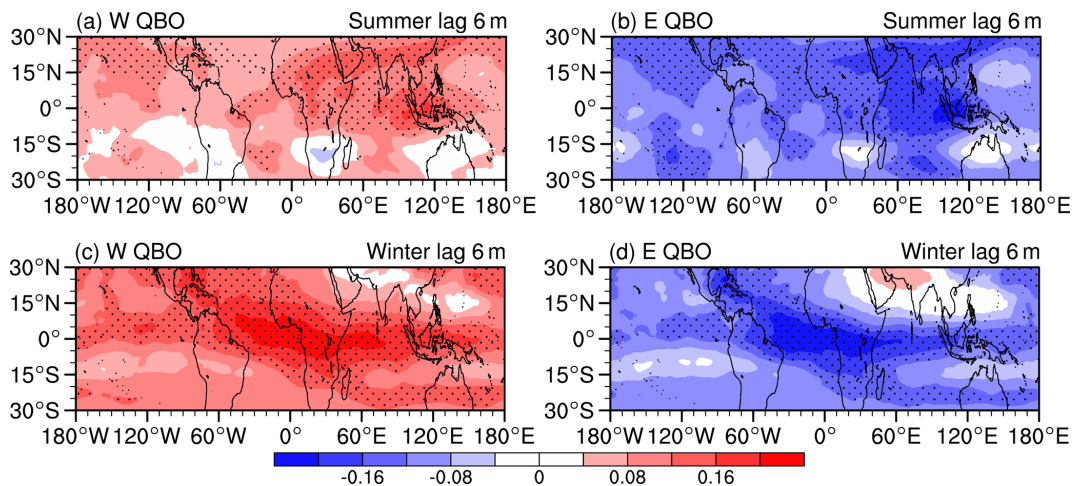 (a) W QBO Summer lag 6 m
(b) E QBO Summer lag 6 m
30°N
15°N
0°
15°S
30°S
180°W 120°W 60°W 0° 60°E 120°E 180°E
30°N
15°N
0°
15°S
30°S
180°W 120°W 60°W 0° 60°E 120°E 180°E
(c) W QBO Winter lag 6 m
(d) E QBO Winter lag 6 m
30°N
15°N
0°
15°S
30°S
180°W 120°W 60°W 0° 60°E 120°E 180°E
30°N
15°N
0°
15°S
30°S
180°W 120°W 60°W 0° 60°E 120°E 180°E
-0.16 -0.08 0 0.08 0.16